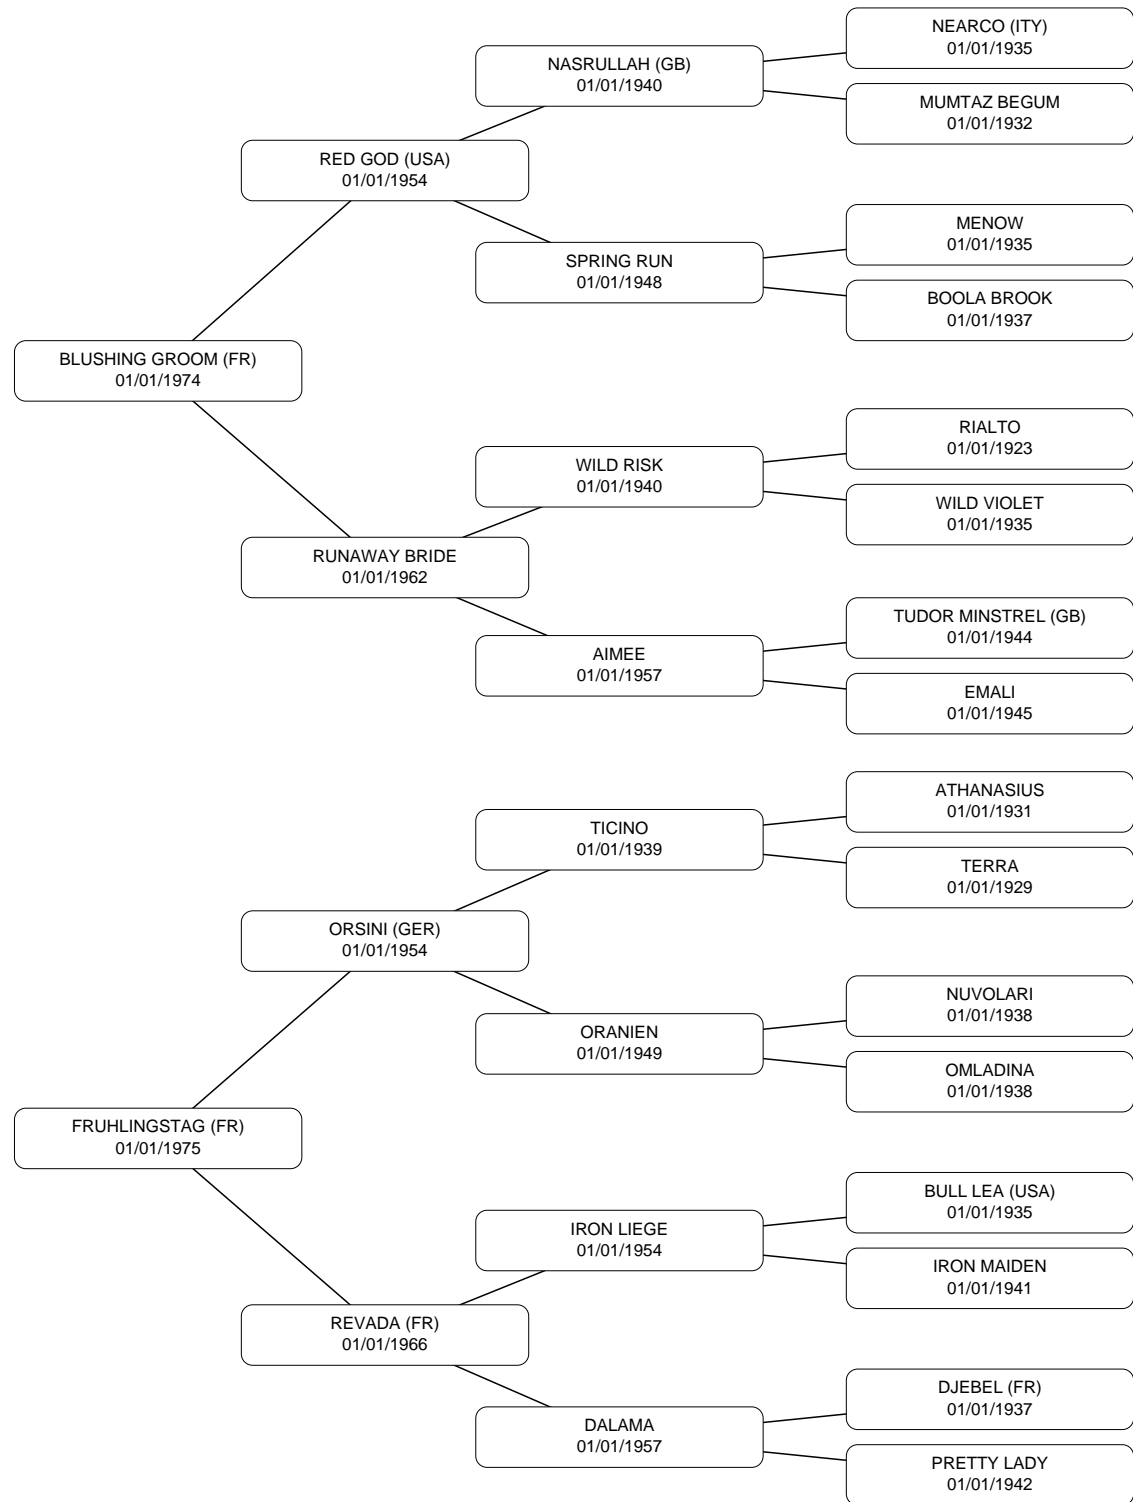 NEARCO (ITY)
01/01/1935
NASRULLAH (GB)
01/01/1940
MUMTAZ BEGUM
01/01/1932
RED GOD (USA)
01/01/1954
MENOW
01/01/1935
SPRING RUN
01/01/1948
BOOLA BROOK
01/01/1937
BLUSHING GROOM (FR)
01/01/1974
RIALTO
01/01/1923
WILD RISK
01/01/1940
WILD VIOLET
01/01/1935
RUNAWAY BRIDE
01/01/1962
TUDOR MINSTREL (GB)
01/01/1944
AIMEE
01/01/1957
EMALI
01/01/1945
ATHANASIUS
01/01/1931
TICINO
01/01/1939
TERRA
01/01/1929
ORSINI (GER)
01/01/1954
NUVOLARI
01/01/1938
ORANIEN
01/01/1949
OMLADINA
01/01/1938
FRUHLINGSTAG (FR)
01/01/1975
BULL LEA (USA)
01/01/1935
IRON LIEGE
01/01/1954
IRON MAIDEN
01/01/1941
REVADA (FR)
01/01/1966
DJEBEL (FR)
01/01/1937
DALAMA
01/01/1957
PRETTY LADY
01/01/1942